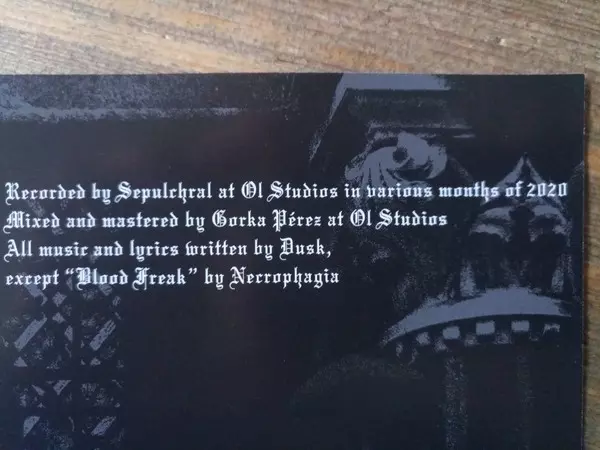 Recorded by Sepulchral at Ol Studios in various months of 2020
Mixed and mastered by Gorka Pérez at Ol Studios
All music and lyrics written by Dusk,
except “Blood Freak” by Necrophagia